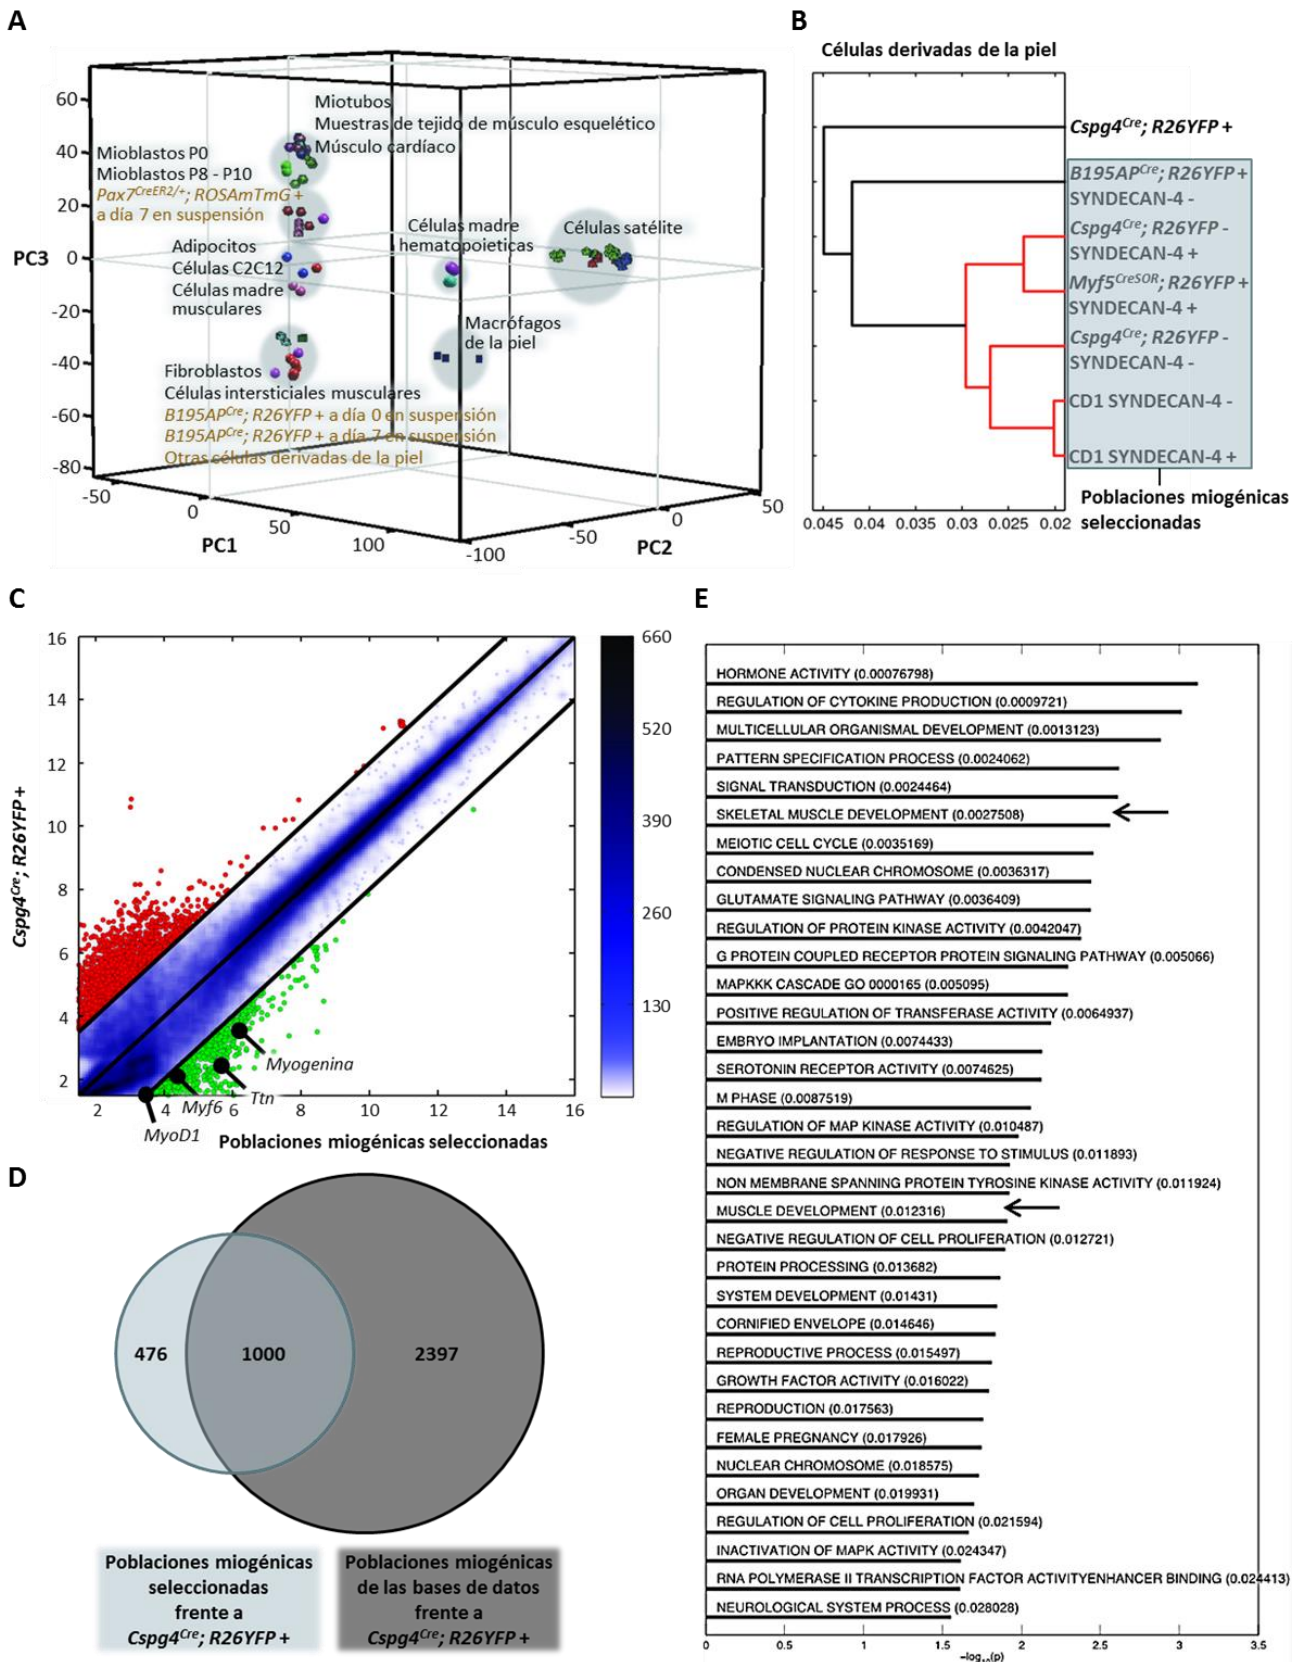 A
Miotubos
Muestras de tejido de músculo esquelético
Músculo cardíaco
Mioblastos P0
Mioblastos P8 - P10
Pax7CreER2/+; ROSAmTmG +
a día 7 en suspensión
Adipocitos
Células C2C12
Células madre
musculares
Células madre
hematopoieticas
Células satélite
Macrófagos
de la piel
Fibroblastos
Células intersticiales musculares
B195APCre; R26YFP + a día 0 en suspensión
B195APCre; R26YFP + a día 7 en suspensión
Otras células derivadas de la piel
PC3
60
40
20
0
-20
-40
-60
-80
-50
0
50
100
PC1
-100
-50
0
50
PC2
B
Células derivadas de la piel
Cspg4Cre; R26YFP +
B195APCre; R26YFP +
SYNDECAN-4 -
Cspg4Cre; R26YFP -
SYNDECAN-4 +
Myf5CreSOR; R26YFP +
SYNDECAN-4 +
Cspg4Cre; R26YFP -
SYNDECAN-4 -
CD1 SYNDECAN-4 -
CD1 SYNDECAN-4 +
Poblaciones miogénicas
seleccionadas
0.045 0.04 0.035 0.03 0.025 0.02
C
Cspg4Cre; R26YFP +
16
14
12
10
8
6
4
2
2 4 6 8 10 12 14 16
Myogenina
Ttn
Myf6
MyoD1
Poblaciones miogénicas seleccionadas
660
520
390
260
130
D
476 1000 2397
Poblaciones miogénicas
seleccionadas
frente a
Cspg4Cre; R26YFP +
Poblaciones miogénicas
de las bases de datos
frente a
Cspg4Cre; R26YFP +
E
HORMONE ACTIVITY (0.00076798)
REGULATION OF CYTOKINE PRODUCTION (0.0009721)
MULTICELLULAR ORGANISMAL DEVELOPMENT (0.0013123)
PATTERN SPECIFICATION PROCESS (0.0024062)
SIGNAL TRANSDUCTION (0.0024464)
SKELETAL MUSCLE DEVELOPMENT (0.0027508)
MEIOTIC CELL CYCLE (0.0035169)
CONDENSED NUCLEAR CHROMOSOME (0.0036317)
GLUTAMATE SIGNALING PATHWAY (0.0036409)
REGULATION OF PROTEIN KINASE ACTIVITY (0.0042047)
G PROTEIN COUPLED RECEPTOR PROTEIN SIGNALING PATHWAY (0.005066)
MAPKKK CASCADE GO 0000165 (0.005095)
POSITIVE REGULATION OF TRANSFERASE ACTIVITY (0.0064937)
EMBRYO IMPLANTATION (0.0074433)
SEROTONIN RECEPTOR ACTIVITY (0.0074625)
M PHASE (0.0087519)
REGULATION OF MAP KINASE ACTIVITY (0.010487)
NEGATIVE REGULATION OF RESPONSE TO STIMULUS (0.011893)
NON MEMBRANE SPANNING PROTEIN TYROSINE KINASE ACTIVITY (0.011924)
MUSCLE DEVELOPMENT (0.012316)
NEGATIVE REGULATION OF CELL PROLIFERATION (0.012721)
PROTEIN PROCESSING (0.013682)
SYSTEM DEVELOPMENT (0.01431)
CORNIFIED ENVELOPE (0.014646)
REPRODUCTIVE PROCESS (0.015497)
GROWTH FACTOR ACTIVITY (0.016022)
REPRODUCTION (0.017563)
FEMALE PREGNANCY (0.017926)
NUCLEAR CHROMOSOME (0.018575)
ORGAN DEVELOPMENT (0.019931)
REGULATION OF CELL PROLIFERATION (0.021594)
INACTIVATION OF MAPK ACTIVITY (0.024347)
RNA POLYMERASE II TRANSCRIPTION FACTOR ACTIVITYENHANCER BINDING (0.024413)
NEUROLOGICAL SYSTEM PROCESS (0.028028)
0 0.5 1 1.5 2 2.5 3 3.5
-log10(p)